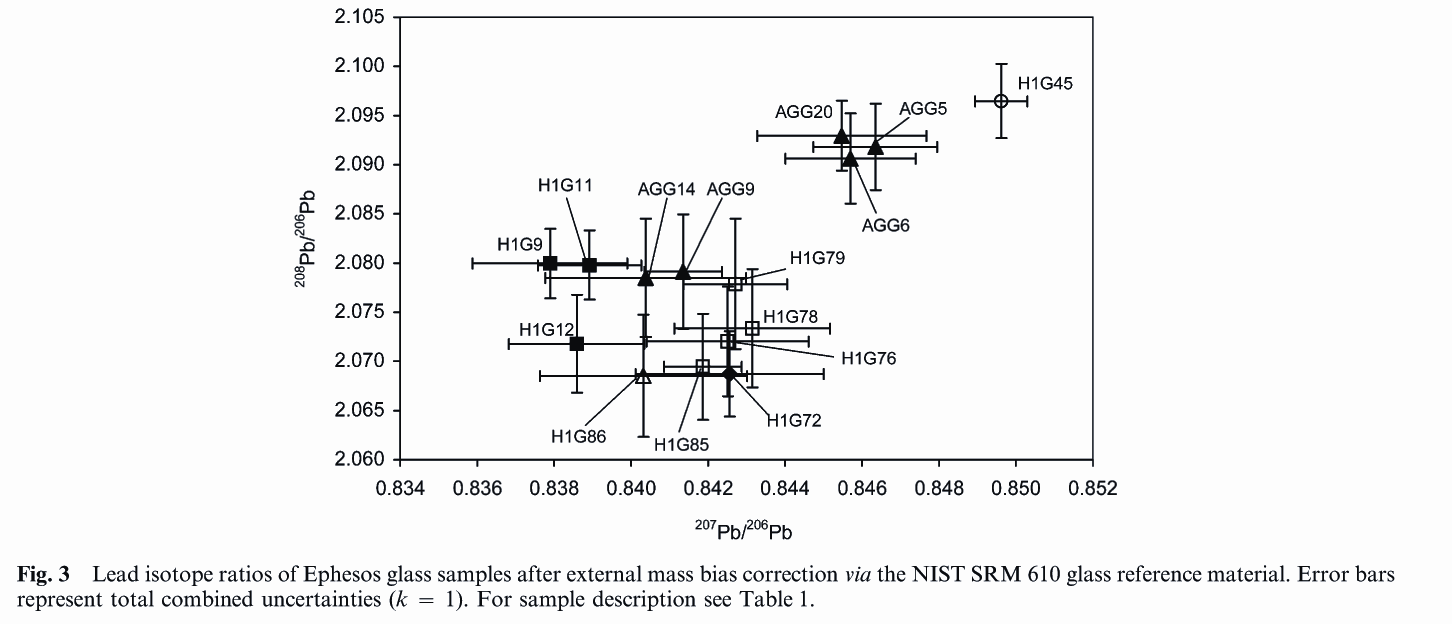 2.105
2.100
2.095
2.090
2.085
2.080
2.075
2.070
2.065
2.060
208Pb/206Pb
H1G45
AGG20
AGG5
AGG6
H1G11
AGG14
AGG9
H1G9
H1G79
H1G12
H1G78
H1G76
H1G72
H1G86
H1G85
0.834 0.836 0.838 0.840 0.842 0.844 0.846 0.848 0.850 0.852
207Pb/206Pb
Fig. 3 Lead isotope ratios of Ephesos glass samples after external mass bias correction via the NIST SRM 610 glass reference material. Error bars
represent total combined uncertainties (k = 1). For sample description see Table 1.